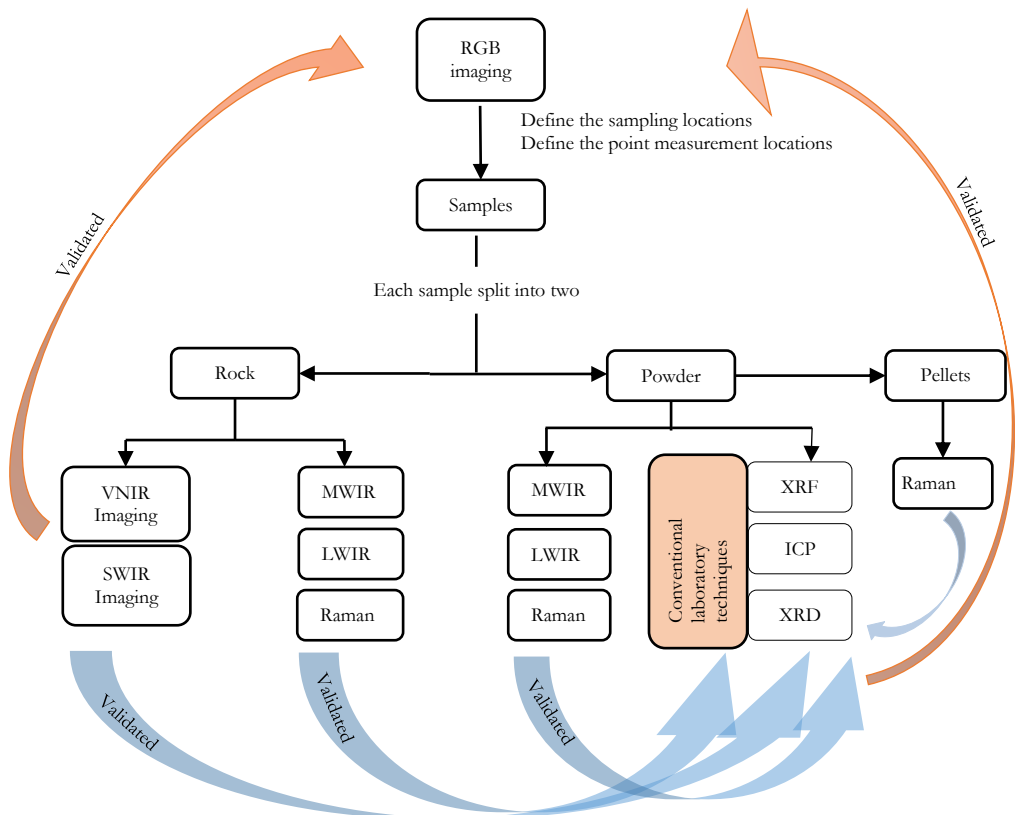 RGB
imaging
Define the sampling locations
Define the point measurement locations
Validated
Validated
Samples
Each sample split into two
Rock
Powder
Pellets
VNIR
Imaging
SWIR
Imaging
MWIR
LWIR
Raman
MWIR
LWIR
Raman
Conventional
laboratory
techniques
XRF
ICP
XRD
Raman
Validated
Validated
Validated